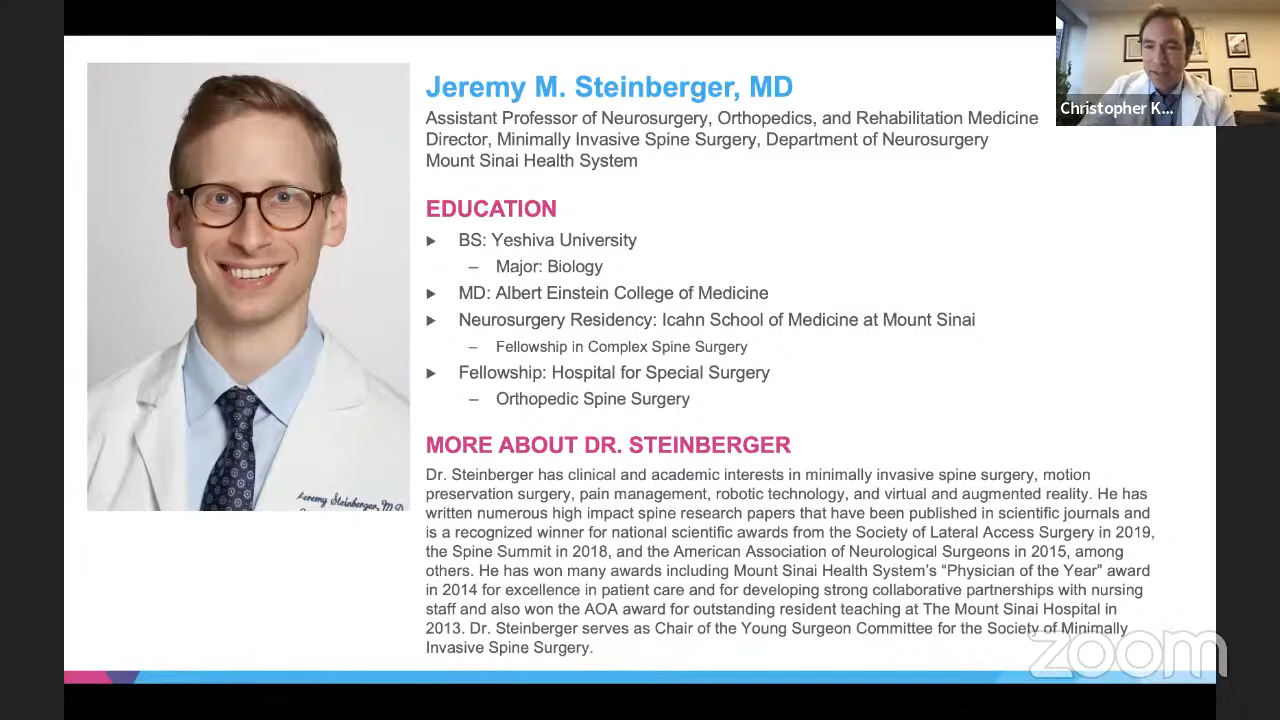 Jeremy M. Steinberger, MD
Assistant Professor of Neurosurgery, Orthopedics, and Rehabilitation Medicine
Director, Minimally Invasive Spine Surgery, Department of Neurosurgery
Mount Sinai Health System
Christopher K...
EDUCATION
BS: Yeshiva University
– Major: Biology
MD: Albert Einstein College of Medicine
Neurosurgery Residency: Icahn School of Medicine at Mount Sinai
– Fellowship in Complex Spine Surgery
Fellowship: Hospital for Special Surgery
– Orthopedic Spine Surgery
MORE ABOUT DR. STEINBERGER
Dr. Steinberger has clinical and academic interests in minimally invasive spine surgery, motion
preservation surgery, pain management, robotic technology, and virtual and augmented reality. He has
written numerous high impact spine research papers that have been published in scientific journals and
is a recognized winner for national scientific awards from the Society of Lateral Access Surgery in 2019,
the Spine Summit in 2018, and the American Association of Neurological Surgeons in 2015, among
others. He has won many awards including Mount Sinai Health System's “Physician of the Year” award
in 2014 for excellence in patient care and for developing strong collaborative partnerships with nursing
staff and also won the AOA award for outstanding resident teaching at The Mount Sinai Hospital in
2013. Dr. Steinberger serves as Chair of the Young Surgeon Committee for the Society of Minimally
Invasive Spine Surgery.
Jeremy Steinberger, M.D.
zoom